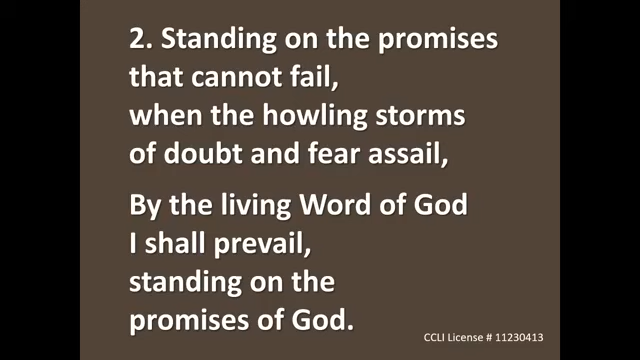 2. Standing on the promises
that cannot fail,
when the howling storms
of doubt and fear assail,
By the living Word of God
I shall prevail,
standing on the
promises of God.
CCLI License # 11230413